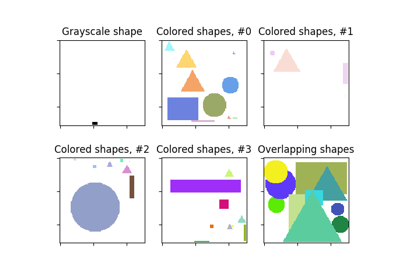 Grayscale shape
Colored shapes, #0
Colored shapes, #1
Colored shapes, #2
Colored shapes, #3
Overlapping shapes